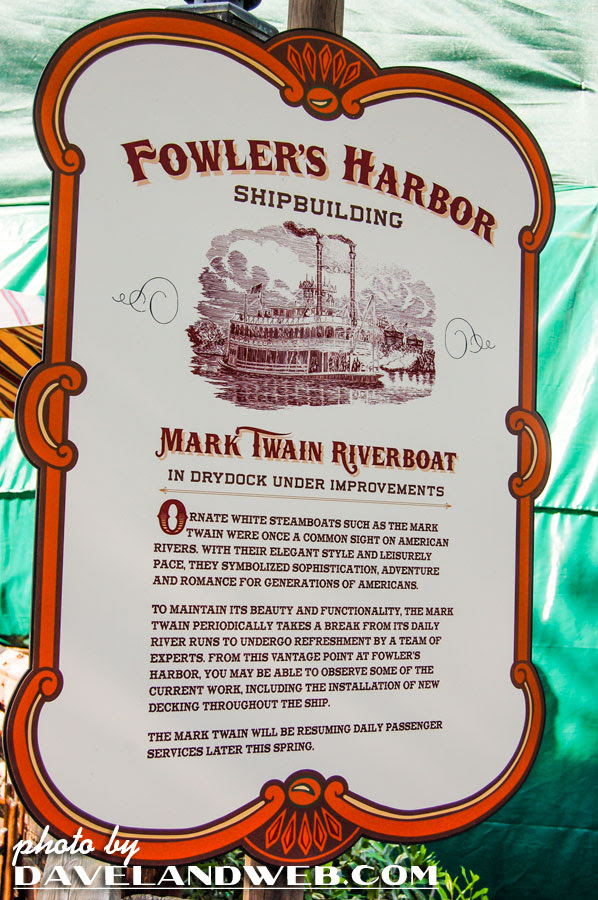 FOWLER'S HARBOR
SHIPBUILDING
MARK TWAIN RIVERBOAT
IN DRYDOCK UNDER IMPROVEMENTS
ORNATE WHITE STEAMBOATS SUCH AS THE MARK
TWAIN WERE ONCE A COMMON SIGHT ON AMERICAN
RIVERS. WITH THEIR ELEGANT STYLE AND LEISURELY
PACE, THEY SYMBOLIZED SOPHISTICATION, ADVENTURE
AND ROMANCE FOR GENERATIONS OF AMERICANS.
TO MAINTAIN ITS BEAUTY AND FUNCTIONALITY, THE MARK
TWAIN PERIODICALLY TAKES A BREAK FROM ITS DAILY
RIVER RUNS TO UNDERGO REFRESHMENT BY A TEAM OF
EXPERTS. FROM THIS VANTAGE POINT AT FOWLER'S
HARBOR, YOU MAY BE ABLE TO OBSERVE SOME OF THE
CURRENT WORK, INCLUDING THE INSTALLATION OF NEW
DECKING THROUGHOUT THE SHIP.
THE MARK TWAIN WILL BE RESUMING DAILY PASSENGER
SERVICES LATER THIS SPRING.
photo by
DAVELANDWEB.COM